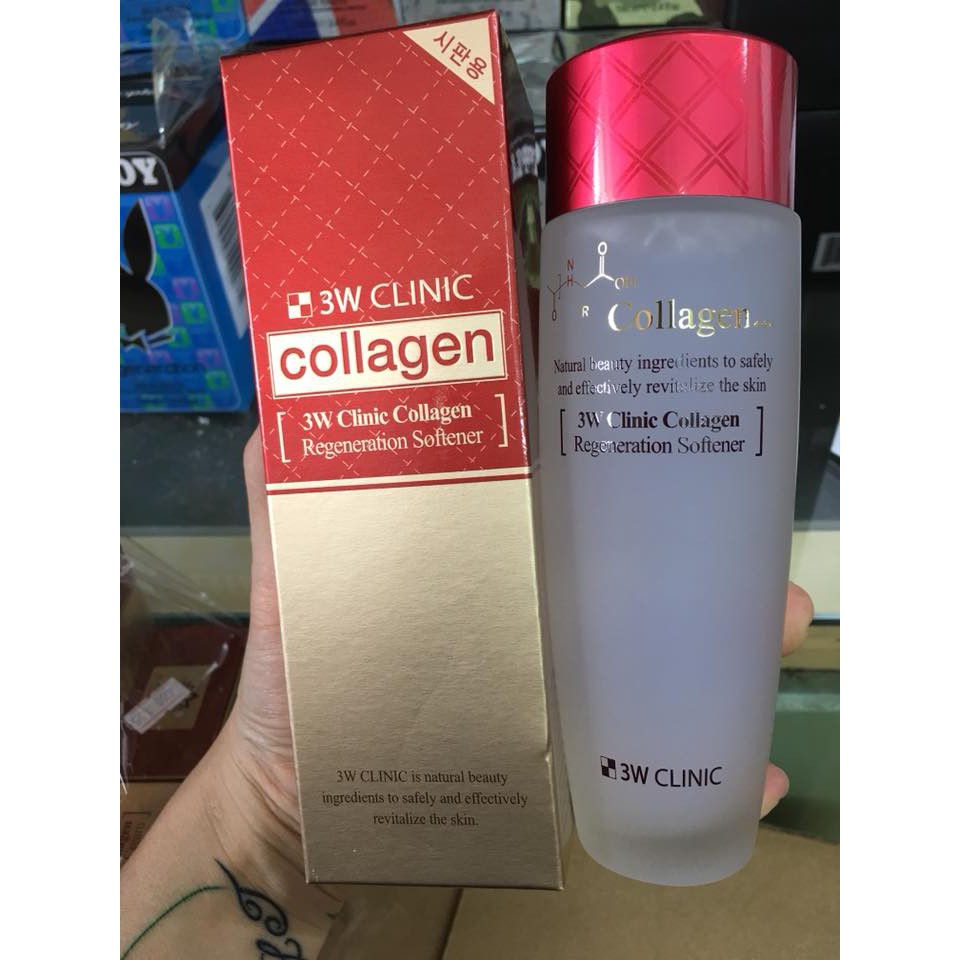 시판용
3W CLINIC
collagen
3W Clinic Collagen
Regeneration Softener
3W CLINIC is natural beauty
ingredients to safely and effectively
revitalize the skin.
O
N
H
O
R
Collagen
Natural beauty ingredients to safely
and effectively revitalize the skin
3W Clinic Collagen
Regeneration Softener
3W CLINIC
OY